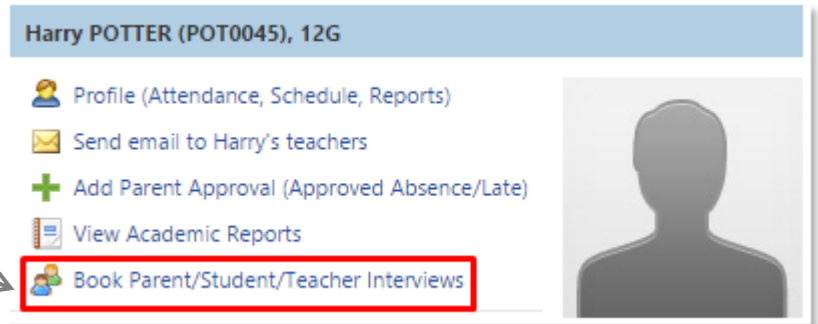 Harry POTTER (POT0045), 12G
Profile (Attendance, Schedule, Reports)
Send email to Harry's teachers
Add Parent Approval (Approved Absence/Late)
View Academic Reports
Book Parent/Student/Teacher Interviews